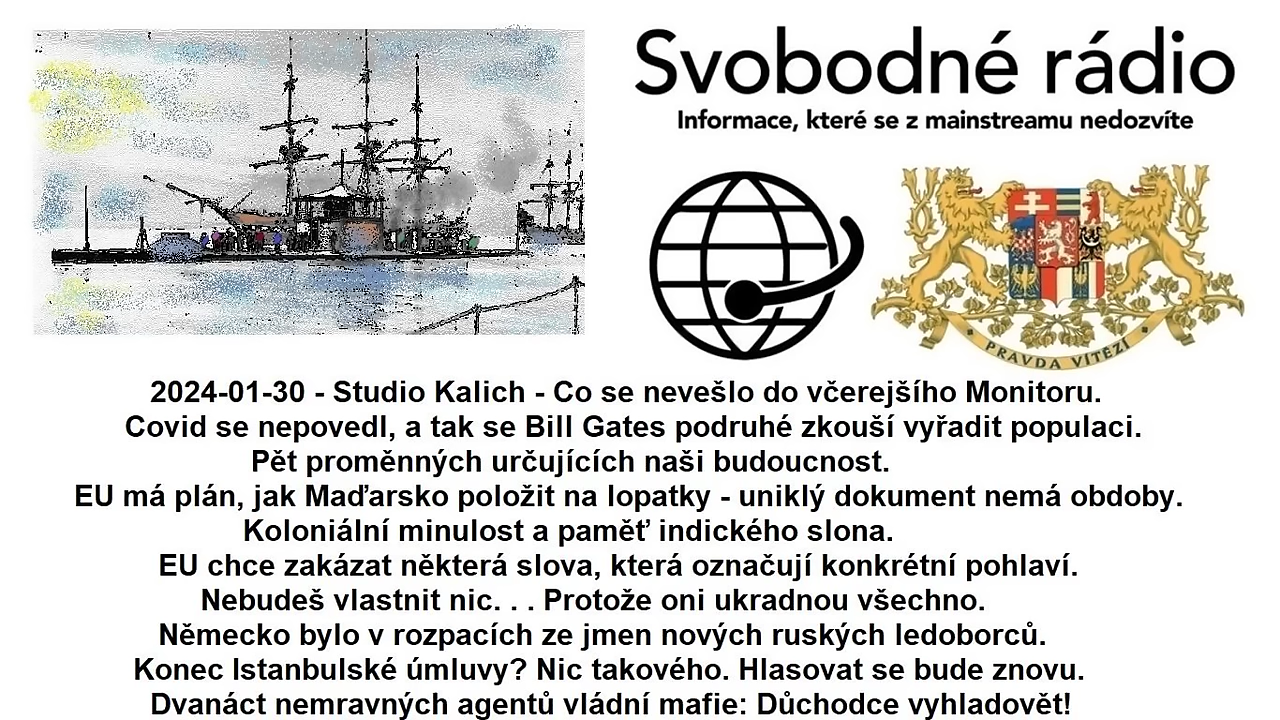 Svobodné rádio
Informace, které se z mainstreamu nedozvíte
PRAVDA VÍTĚZÍ
2024-01-30 - Studio Kalich - Co se nevešlo do včerejšího Monitoru.
Covid se nepovedl, a tak se Bill Gates podruhé zkouší vyřadit populaci.
Pět proměnných určujících naši budoucnost.
EU má plán, jak Maďarsko položit na lopatky - uniklý dokument nemá obdoby.
Koloniální minulost a paměť indického slona.
EU chce zakázat některá slova, která označují konkrétní pohlaví.
Nebudeš vlastnit nic. . . Protože oni ukradnou všechno.
Německo bylo v rozpacích ze jmen nových ruských ledoborců.
Konec Istanbulské úmluvy? Nic takového. Hlasovat se bude znovu.
Dvanáct nemravných agentů vládní mafie: Důchodce vyhladovět!